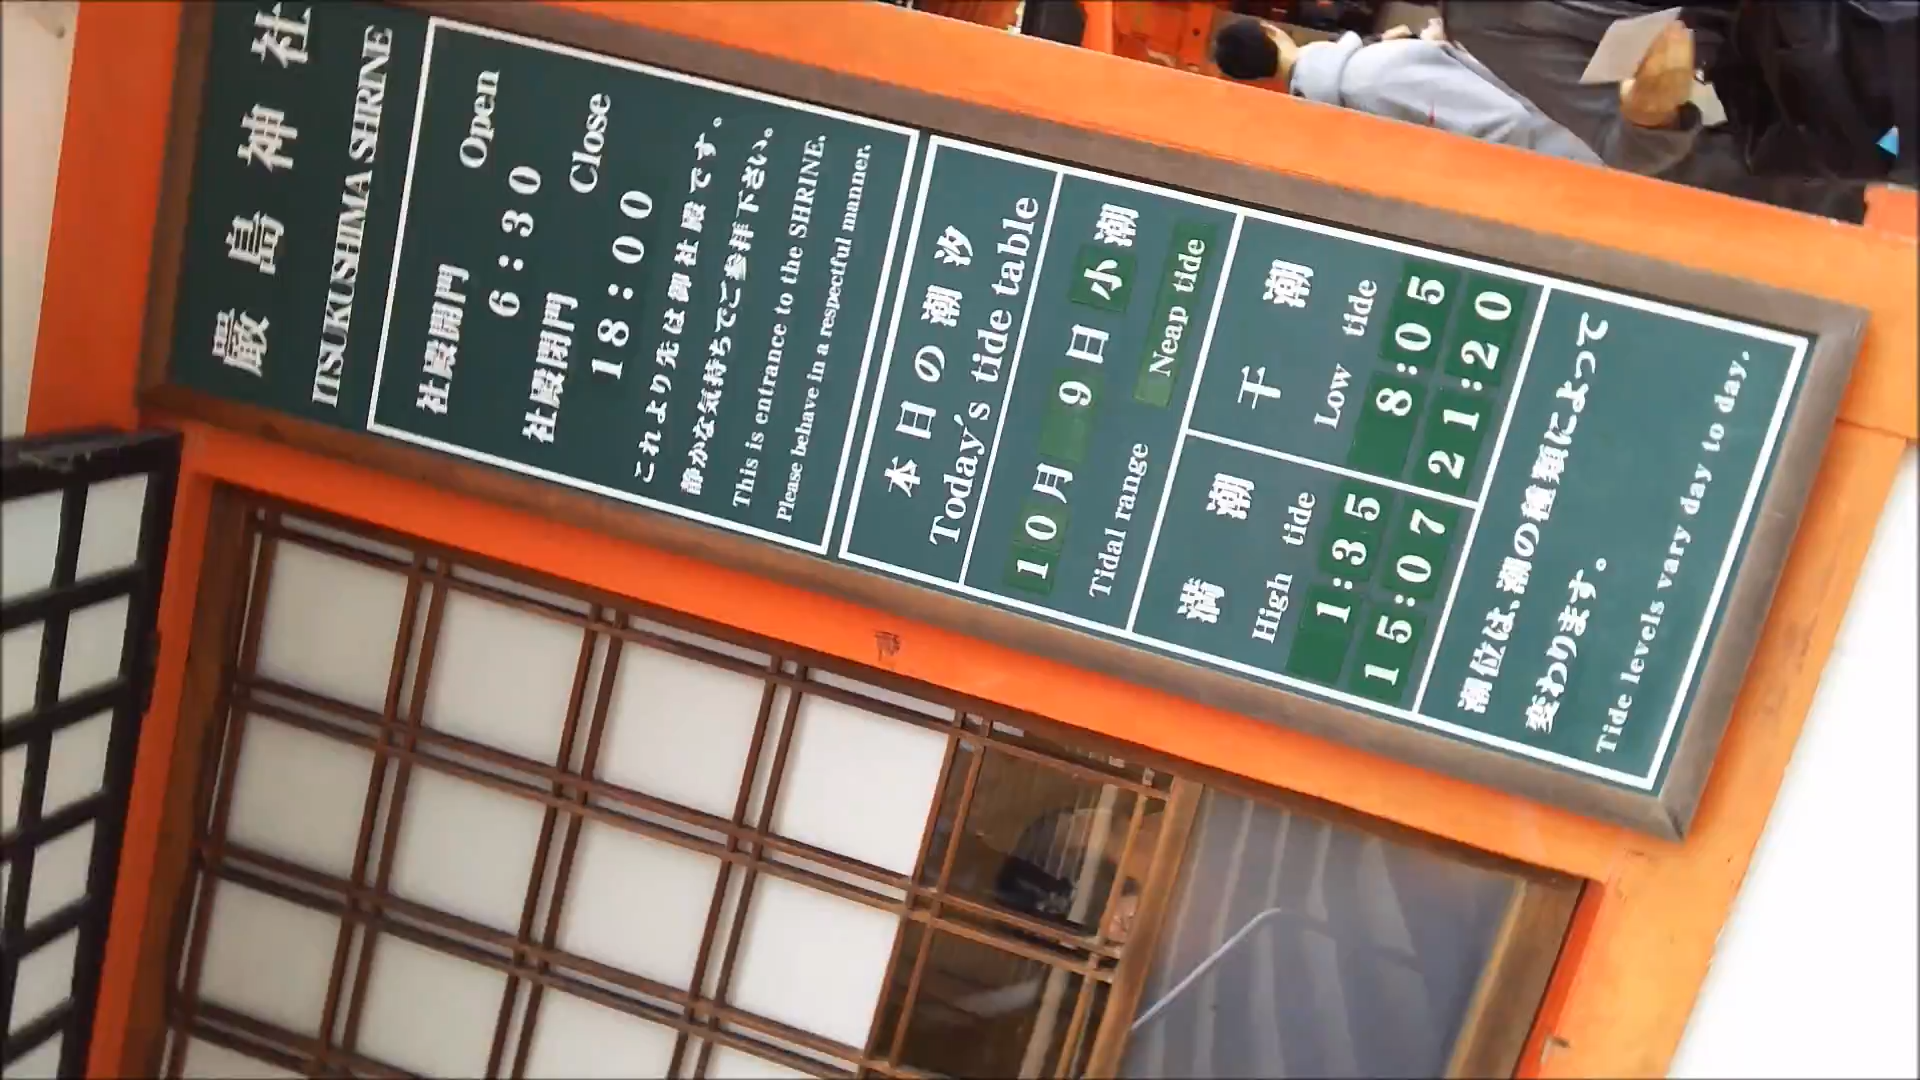 嚴島神社
ITSUKUSHIMA SHRINE
社殿開門 Open
6:30
社殿閉門 Close
18:00
これより先は御社殿です。
静かな気持ちでご参拝下さい。
This is entrance to the SHRINE.
Please behave in a respectful manner.
本日の潮汐
Today's tide table
10月 9日 小潮
Tidal range Neap tide
満潮 干潮
High tide Low tide
1:35 8:05
15:07 21:20
潮位は、潮の種類によって
変わります。
Tide levels vary day to day.